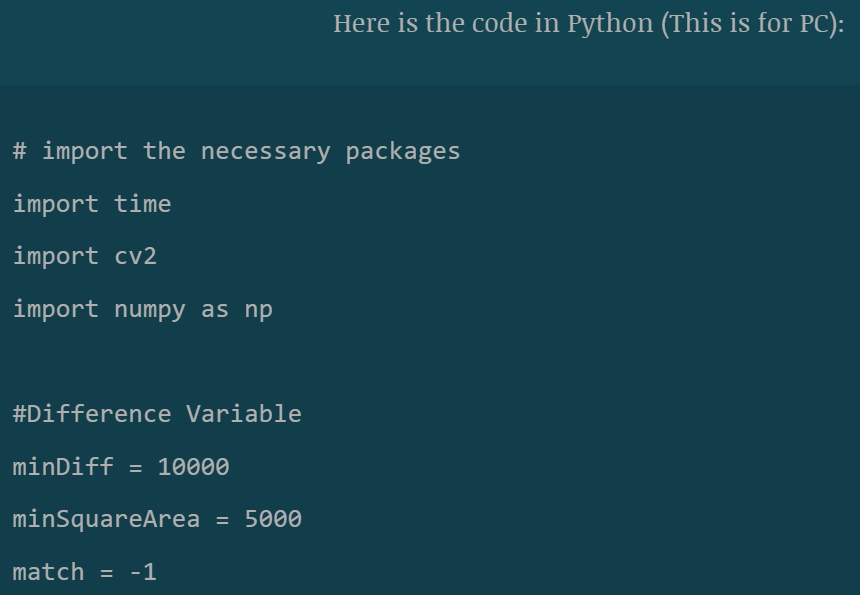 Here is the code in Python (This is for PC):
# import the necessary packages
import time
import cv2
import numpy as np
#Difference Variable
minDiff = 10000
minSquareArea = 5000
match = -1